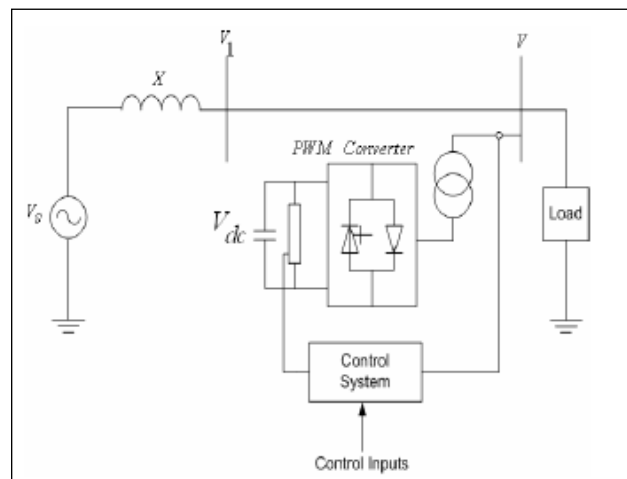 V1
V
X
PWM Converter
Vs
Vdc
Load
Control
System
Control Inputs